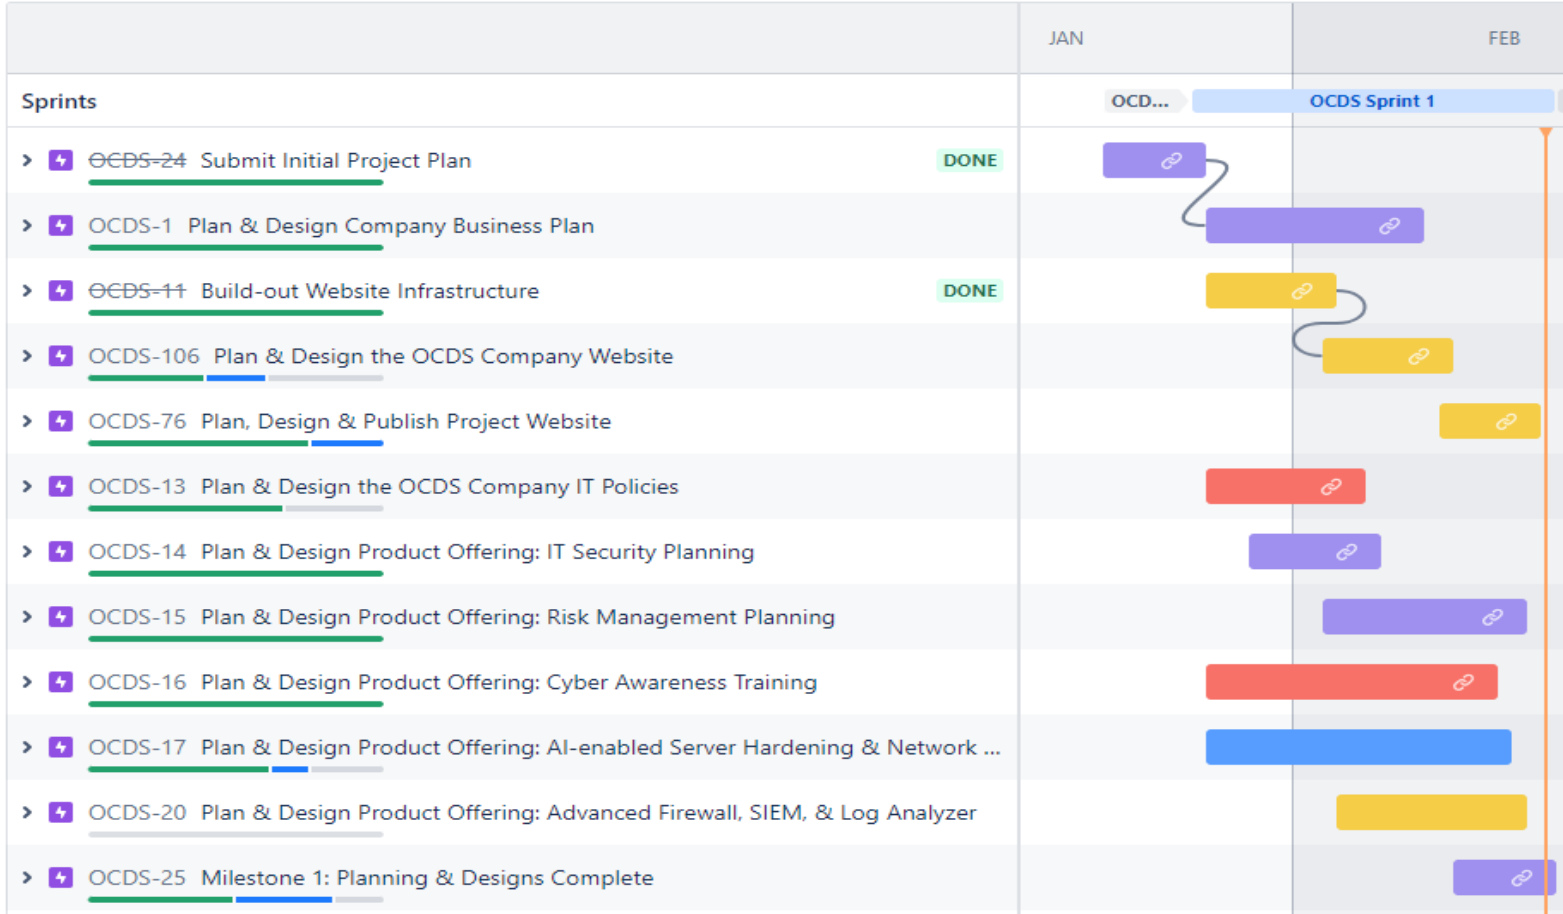 JAN FEB
Sprints OCD... OCDS Sprint 1
OCDS-24 Submit Initial Project Plan DONE
OCDS-1 Plan & Design Company Business Plan
OCDS-11 Build-out Website Infrastructure DONE
OCDS-106 Plan & Design the OCDS Company Website
OCDS-76 Plan, Design & Publish Project Website
OCDS-13 Plan & Design the OCDS Company IT Policies
OCDS-14 Plan & Design Product Offering: IT Security Planning
OCDS-15 Plan & Design Product Offering: Risk Management Planning
OCDS-16 Plan & Design Product Offering: Cyber Awareness Training
OCDS-17 Plan & Design Product Offering: AI-enabled Server Hardening & Network ...
OCDS-20 Plan & Design Product Offering: Advanced Firewall, SIEM, & Log Analyzer
OCDS-25 Milestone 1: Planning & Designs Complete